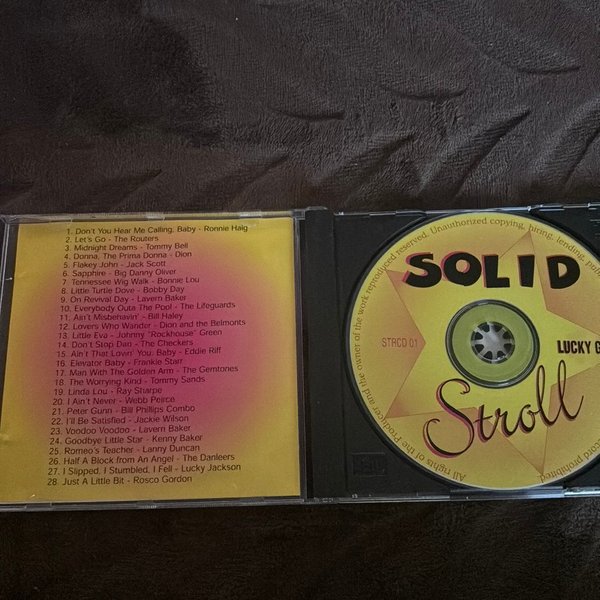 1. Don't You Hear Me Calling, Baby - Ronnie Haig
2. Let's Go - The Routers
3. Midnight Dreams - Tommy Bell
4. Donna, The Prima Donna - Dion
5. Flakey John - Jack Scott
6. Sapphire - Big Danny Oliver
7. Tennessee Wig Walk - Bonnie Lou
8. Little Turtle Dove - Bobby Day
9. On Revival Day - Lavern Baker
10. Everybody Outa The Pool - The Lifeguards
11. Ain't Misbehavin' - Bill Haley
12. Lovers Who Wander - Dion and the Belmonts
13. Little Eva - Johnny "Rockhouse" Green
14. Don't Stop Dan - The Checkers
15. Ain't That Lovin' You, Baby - Eddie Riff
16. Elevator Baby - Frankie Starr
17. Man With The Golden Arm - The Gemtones
18. The Worrying Kind - Tommy Sands
19. Linda Lou - Ray Sharpe
20. I Ain't Never - Webb Peirce
21. Peter Gunn - Bill Phillips Combo
22. I'll Be Satisfied - Jackie Wilson
23. Voodoo Voodoo - Lavern Baker
24. Goodbye Little Star - Kenny Baker
25. Romeo's Teacher - Lanny Duncan
26. Half A Block from An Angel - The Danleers
27. I Slipped, I Stumbled, I Fell - Lucky Jackson
28. Just A Little Bit - Rosco Gordon
All rights of the Producer and the owner of the work reproduced reserved. Unauthorized copying, hiring, lending,
record prohibited.
SOLID
STRCD 01
LUCKY
Stroll